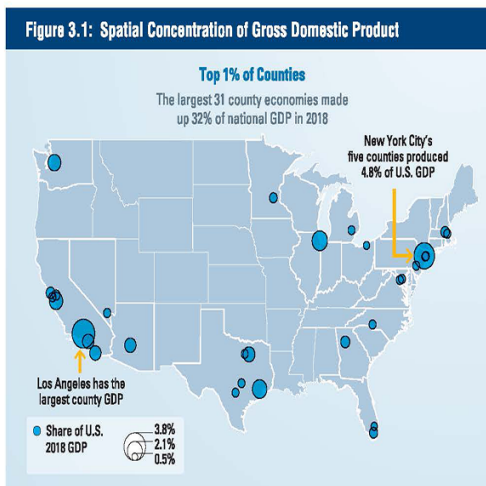 Figure 3.1: Spatial Concentration of Gross Domestic Product
Top 1% of Counties
The largest 31 county economies made
up 32% of national GDP in 2018
New York City's
five counties produced
4.8% of U.S. GDP
Los Angeles has the
largest county GDP
Share of U.S.
2018 GDP
3.8%
2.1%
0.5%